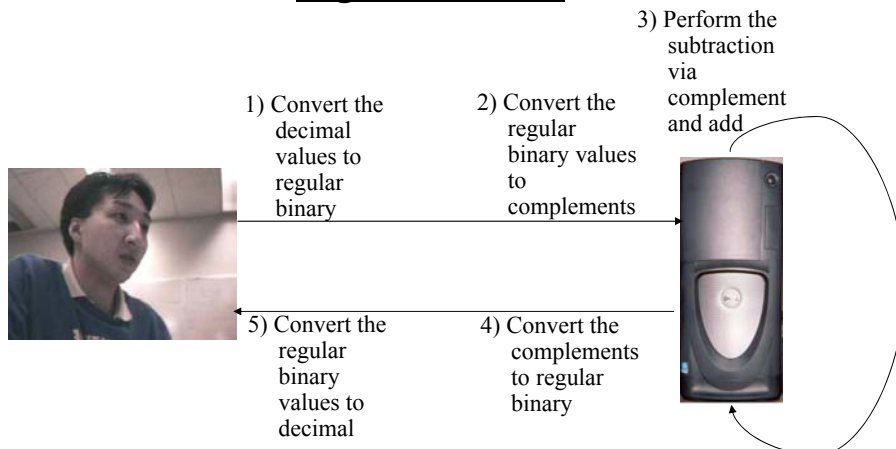 3) Perform the
subtraction
via
complement
and add
1) Convert the
decimal
values to
regular
binary
2) Convert the
regular
binary values
to
complements
5) Convert the
regular
binary
values to
decimal
4) Convert the
complements
to regular
binary